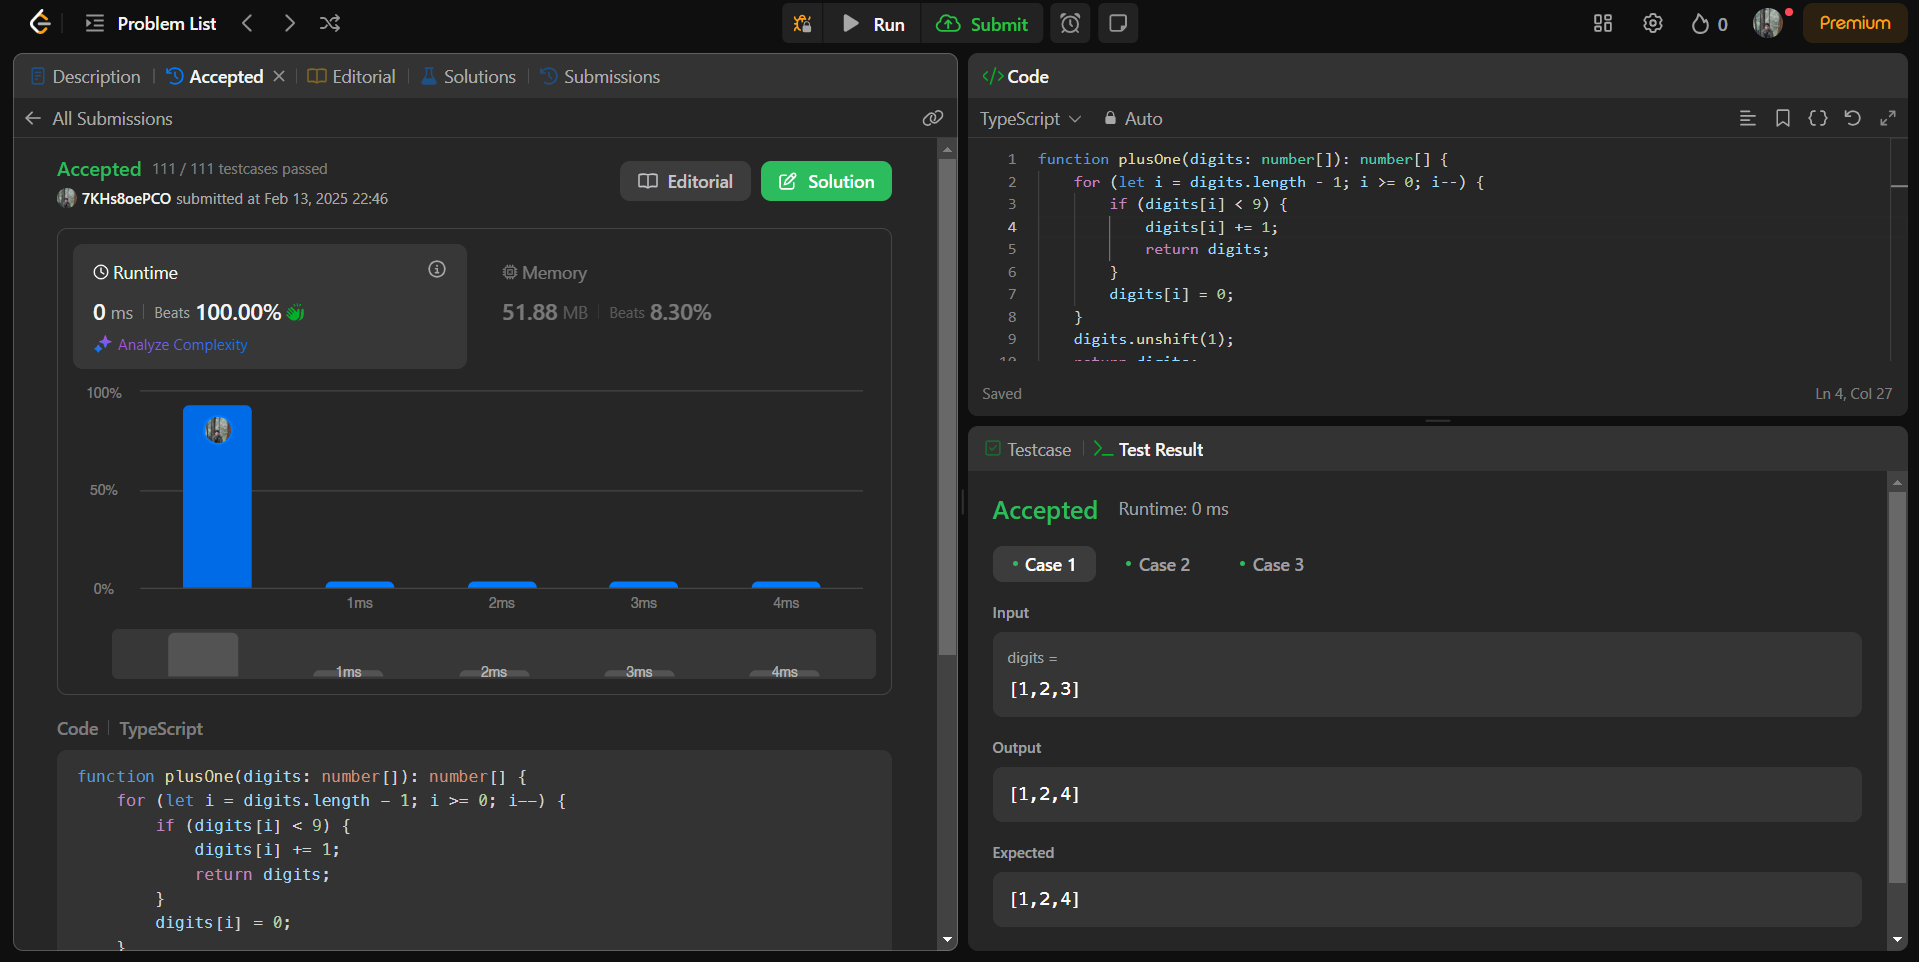 Problem List
Run
Submit
0
Premium
Description
Accepted
Editorial
Solutions
Submissions
All Submissions
Accepted 111 / 111 testcases passed
7KHs8oePCO submitted at Feb 13, 2025 22:46
Editorial
Solution
Runtime
0 ms Beats 100.00%
Analyze Complexity
Memory
51.88 MB Beats 8.30%
100%
50%
0%
1ms 2ms 3ms 4ms
1ms 2ms 3ms 4ms
Code TypeScript
function plusOne(digits: number[]): number[] {
    for (let i = digits.length - 1; i >= 0; i--) {
        if (digits[i] < 9) {
            digits[i] += 1;
            return digits;
        }
        digits[i] = 0;
    }
Code
TypeScript
Auto
1 function plusOne(digits: number[]): number[] {
2     for (let i = digits.length - 1; i >= 0; i--) {
3         if (digits[i] < 9) {
4             digits[i] += 1;
5             return digits;
6         }
7         digits[i] = 0;
8     }
9     digits.unshift(1);
10     return digits;
Saved
Ln 4, Col 27
Testcase
Test Result
Accepted Runtime: 0 ms
Case 1
Case 2
Case 3
Input
digits =
[1,2,3]
Output
[1,2,4]
Expected
[1,2,4]